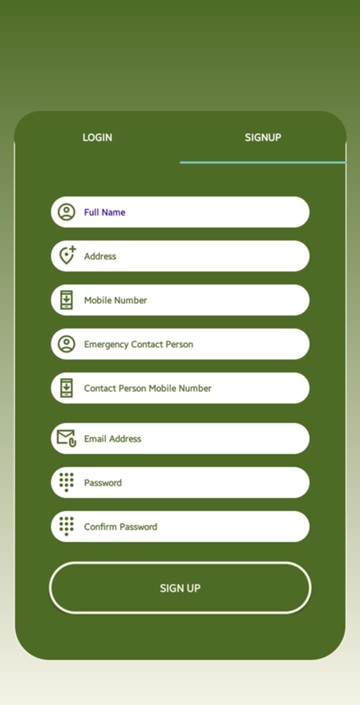 LOGIN
SIGNUP
Full Name
Address
Mobile Number
Emergency Contact Person
Contact Person Mobile Number
Email Address
Password
Confirm Password
SIGN UP